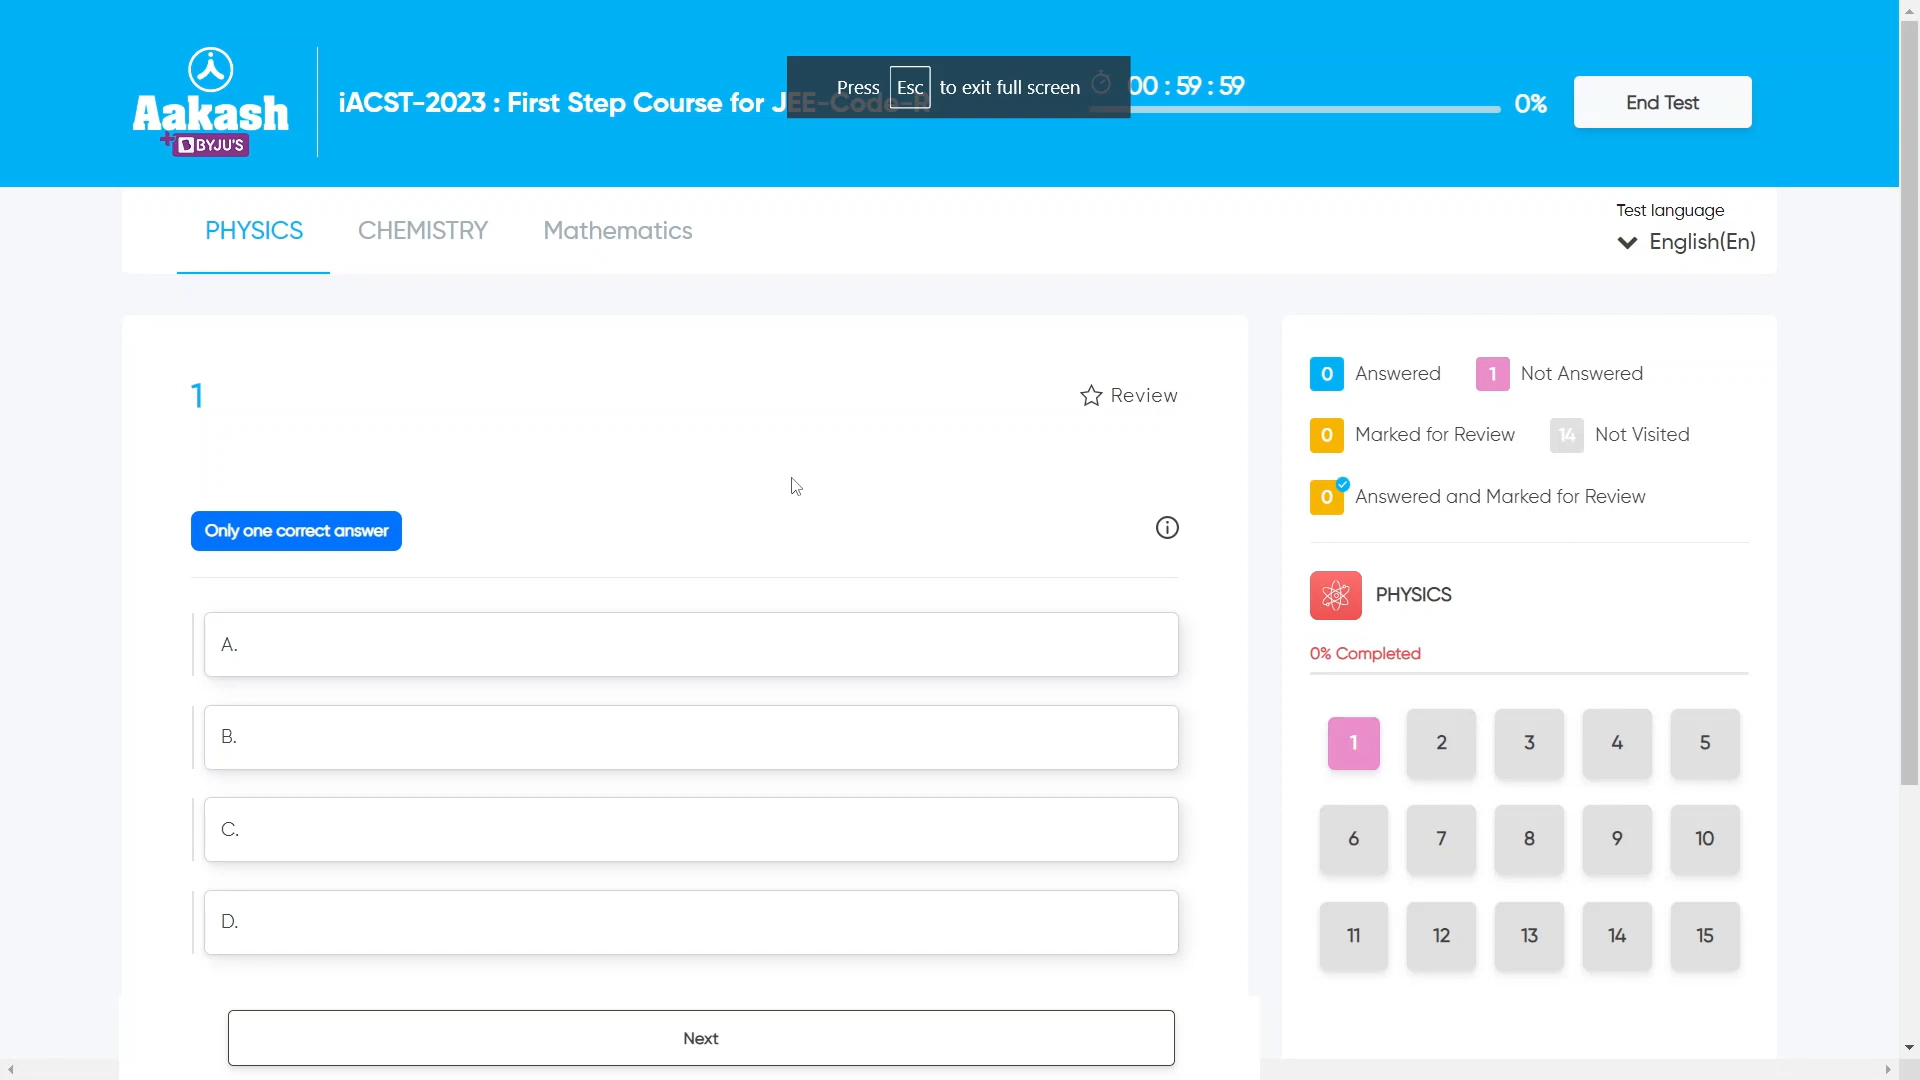 Aakash
+ BYJU'S
iACST-2023 : First Step Course for JEE-Code-R
Press Esc to exit full screen
00 : 59 : 59
0%
End Test
PHYSICS
CHEMISTRY
Mathematics
Test language
English(En)
1
Review
Only one correct answer
A.
B.
C.
D.
Next
0 Answered
1 Not Answered
0 Marked for Review
14 Not Visited
0 Answered and Marked for Review
PHYSICS
0% Completed
1 2 3 4 5
6 7 8 9 10
11 12 13 14 15